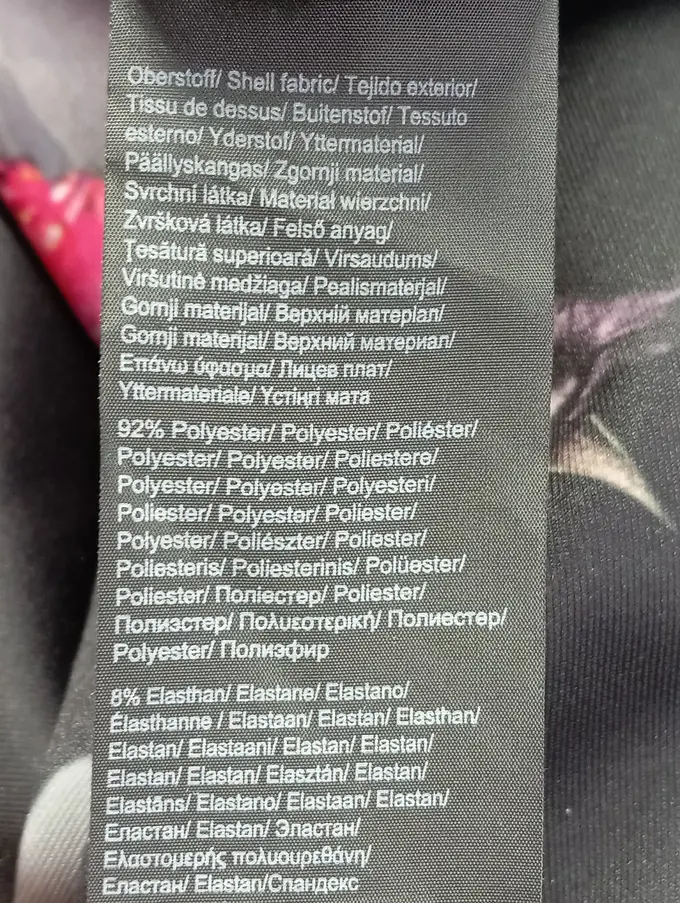 Oberstoff/ Shell fabric/ Tejido exterior/
Tissu de dessus/ Buitenstof/ Tessuto
esterno/ Yderstof/ Yttermaterial/
Päällyskangas/ Zgornji material/
Svrchní látka/ Materiał wierzchni/
Zvršková látka/ Felső anyag/
Țesătură superioară/ Virsaudums/
Viršutinė medžiaga/ Pealismaterjal/
Gornji materijal/ Верхній матеріал/
Gornji materijal/ Верхний материал/
Επάνω ύφασμα/ Лицев плат/
Yttermateriale/ Үстіңгі мата
92% Polyester/ Polyester/ Poliéster/
Polyester/ Polyester/ Poliestere/
Polyester/ Polyester/ Polyesteri/
Poliester/ Polyester/ Poliester/
Polyester/ Poliészter/ Poliester/
Poliesteris/ Poliesterinis/ Polüester/
Poliester/ Поліестер/ Poliester/
Полиэстер/ Πολυεστερική/ Полиестер/
Polyester/ Полиэфир
8% Elasthan/ Elastane/ Elastano/
Élasthanne / Elastaan/ Elastan/ Elasthan/
Elastan/ Elastaani/ Elastan/ Elastan/
Elastan/ Elastan/ Elasztán/ Elastan/
Elastāns/ Elastano/ Elastaan/ Elastan/
Еластан/ Elastan/ Эластан/
Ελαστομερής πολυουρεθάνη/
Еластан/ Elastan/Спандекс